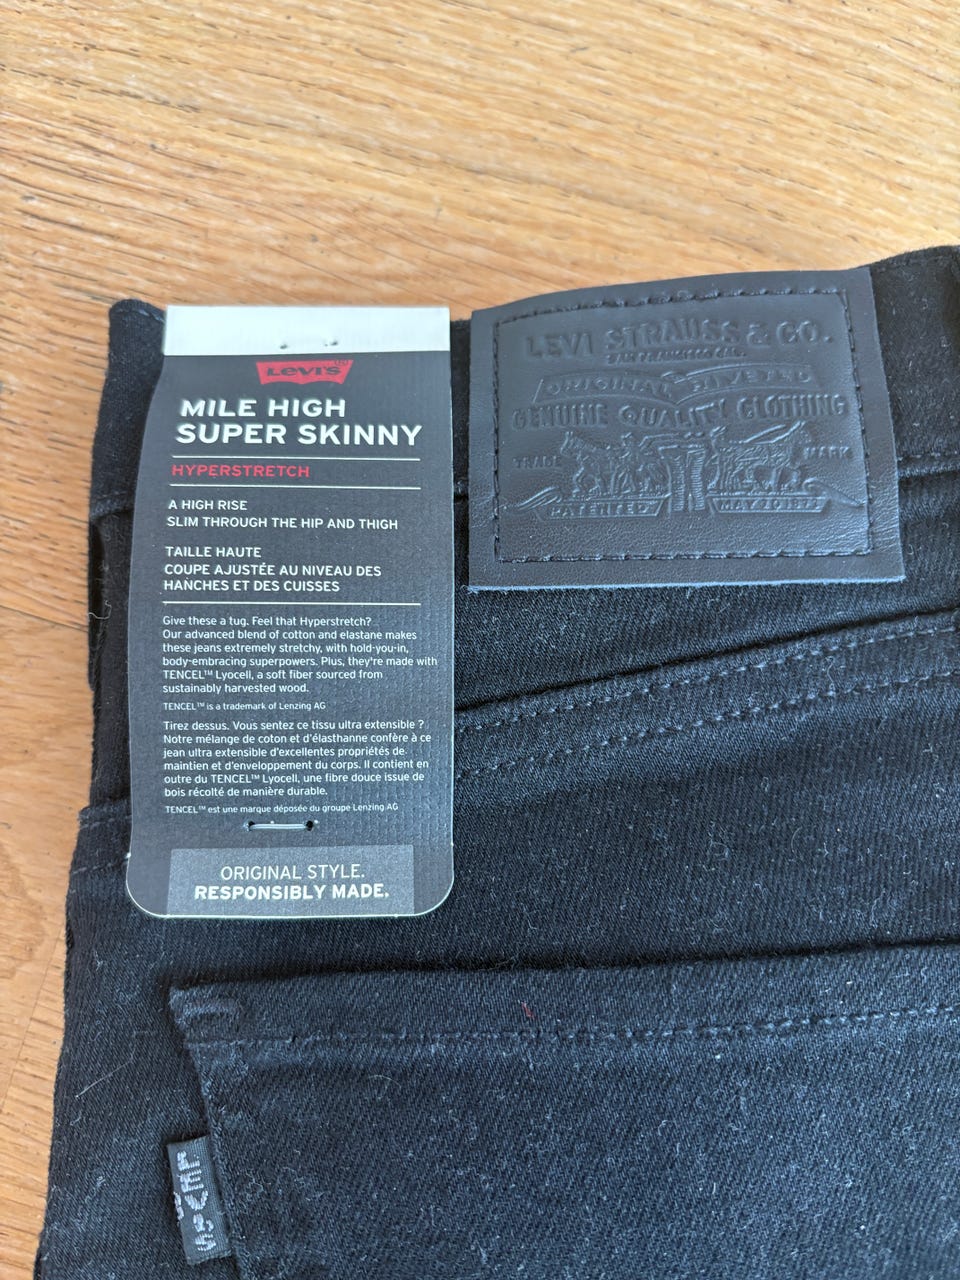 Levi's
MILE HIGH
SUPER SKINNY
HYPERSTRETCH
A HIGH RISE
SLIM THROUGH THE HIP AND THIGH
TAILLE HAUTE
COUPE AJUSTÉE AU NIVEAU DES
HANCHES ET DES CUISSES
Give these a tug. Feel that Hyperstretch?
Our advanced blend of cotton and elastane makes
these jeans extremely stretchy, with hold-you-in,
body-embracing superpowers. Plus, they're made with
TENCEL™ Lyocell, a soft fiber sourced from
sustainably harvested wood.
TENCEL™ is a trademark of Lenzing AG
Tirez dessus. Vous sentez ce tissu ultra extensible ?
Notre mélange de coton et d'élasthanne confère à ce
jean ultra extensible d'excellentes propriétés de
maintien et d'enveloppement du corps. Il contient en
outre du TENCEL™ Lyocell, une fibre douce issue de
bois récolté de manière durable.
TENCEL™ est une marque déposée du groupe Lenzing AG
ORIGINAL STYLE.
RESPONSIBLY MADE.
LEVI STRAUSS & CO.
SAN FRANCISCO CAL.
ORIGINAL RIVETED
GENUINE QUALITY CLOTHING
TRADE MARK
PATENTED MAY 20 1873
LEVI'S